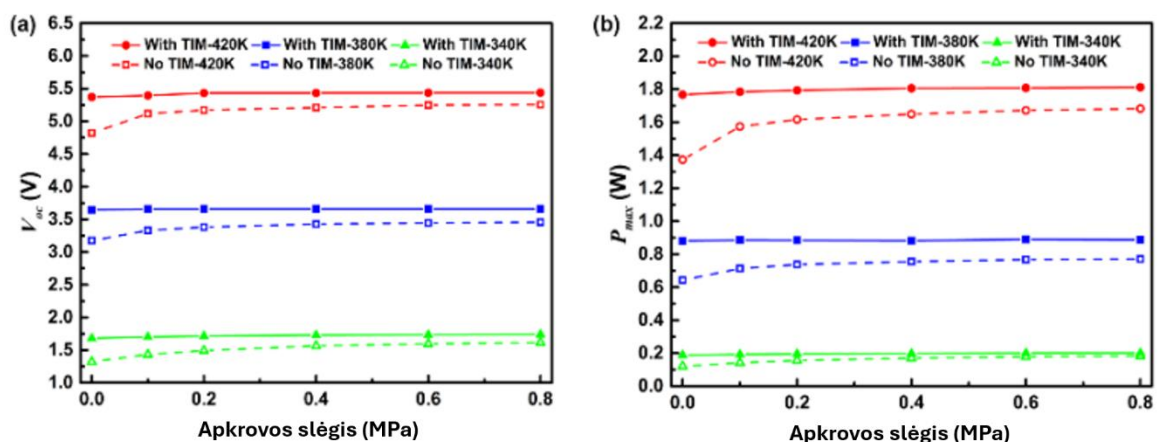 (a)
6.5
6.0
5.5
5.0
4.5
4.0
3.5
3.0
2.5
2.0
1.5
1.0
V_oc (V)
With TIM-420K With TIM-380K With TIM-340K
No TIM-420K No TIM-380K No TIM-340K
0.0 0.2 0.4 0.6 0.8
Apkrovos slėgis (MPa)
(b)
2.2
2.0
1.8
1.6
1.4
1.2
1.0
0.8
0.6
0.4
0.2
0.0
P_max (W)
With TIM-420K With TIM-380K With TIM-340K
No TIM-420K No TIM-380K No TIM-340K
0.0 0.2 0.4 0.6 0.8
Apkrovos slėgis (MPa)